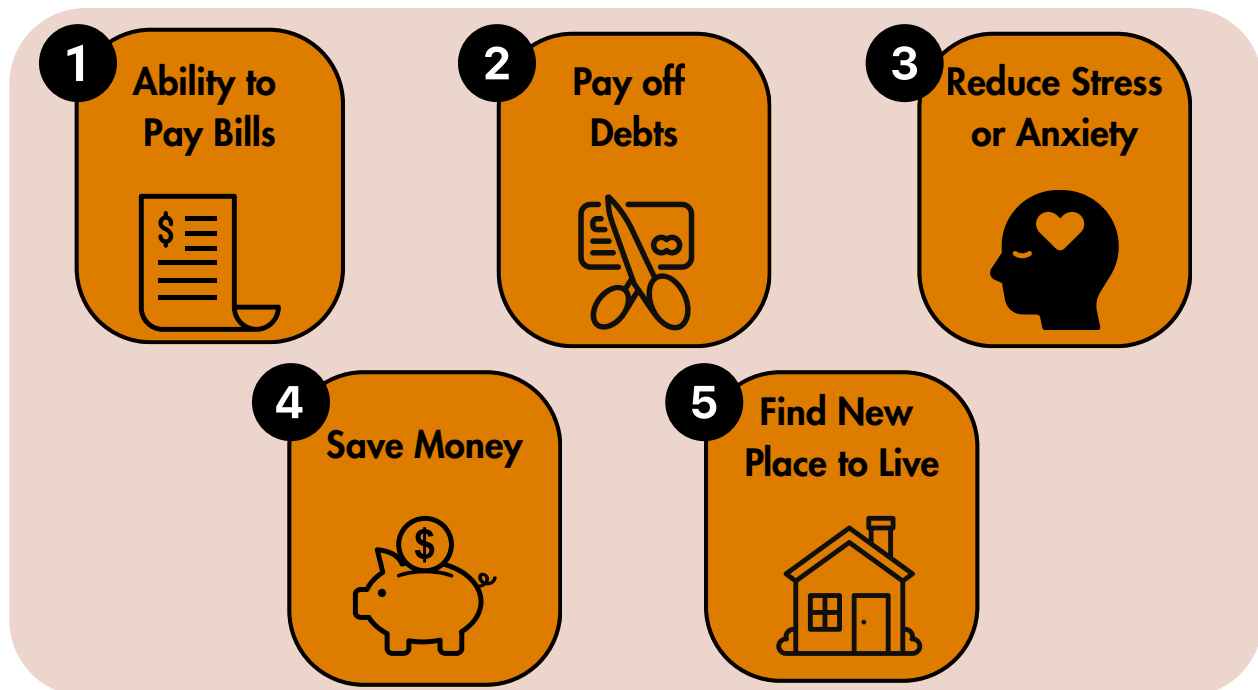 1
Ability to
Pay Bills
$
2
Pay off
Debts
3
Reduce Stress
or Anxiety
4
Save Money
$
5
Find New
Place to Live